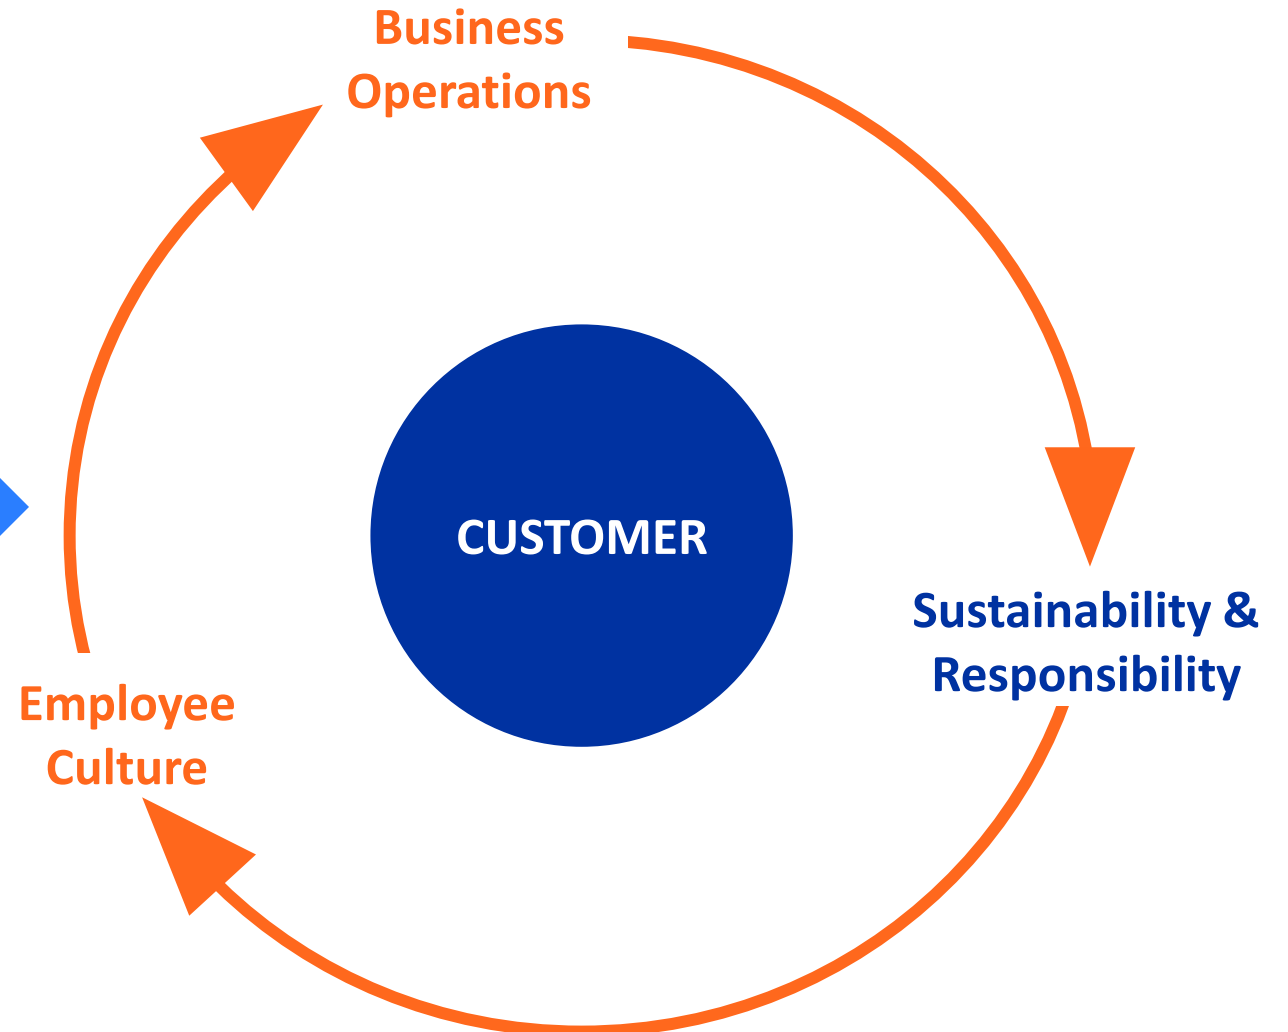 Business
Operations
CUSTOMER
Sustainability &
Responsibility
Employee
Culture